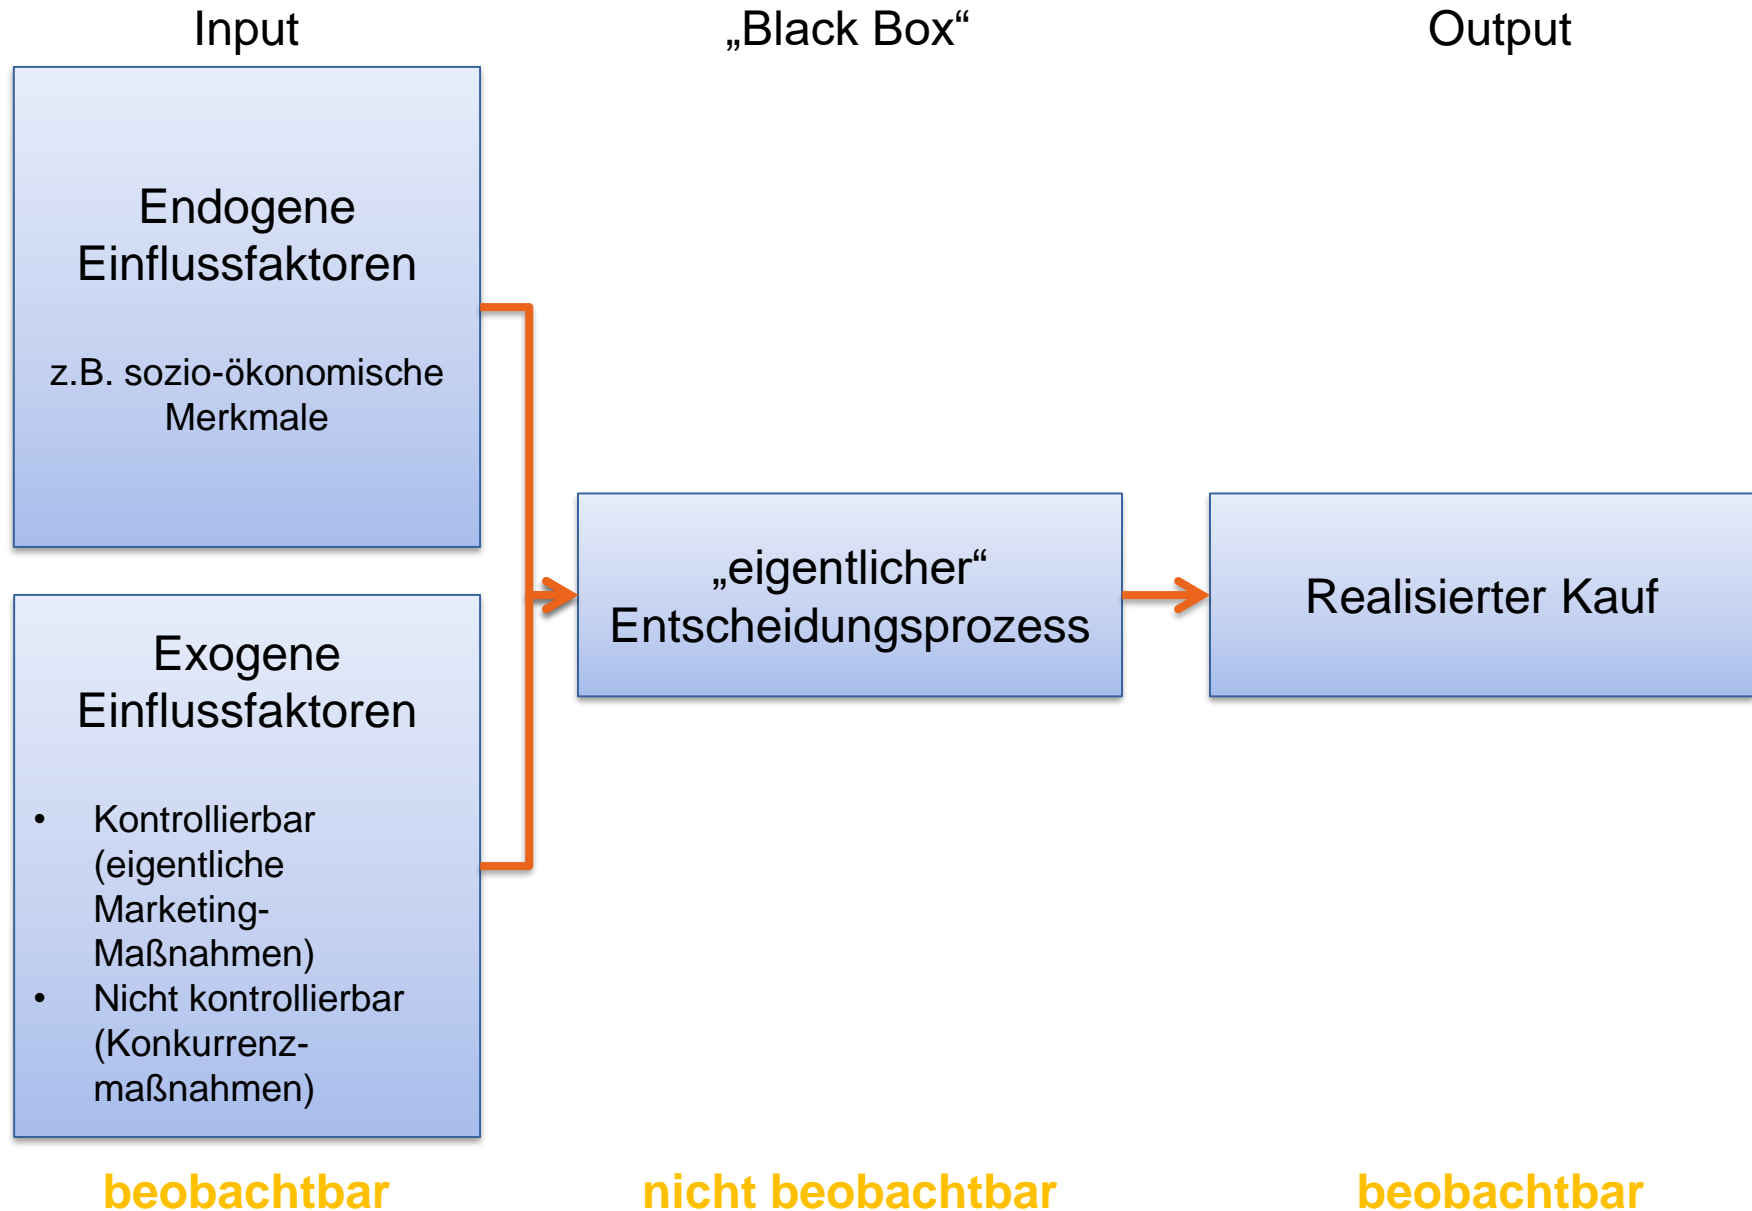 Input
„Black Box“
Output
Endogene
Einflussfaktoren
z.B. sozio-ökonomische
Merkmale
Exogene
Einflussfaktoren
• Kontrollierbar
(eigentliche
Marketing-
Maßnahmen)
• Nicht kontrollierbar
(Konkurrenz-
maßnahmen)
„eigentlicher“
Entscheidungsprozess
Realisierter Kauf
beobachtbar
nicht beobachtbar
beobachtbar